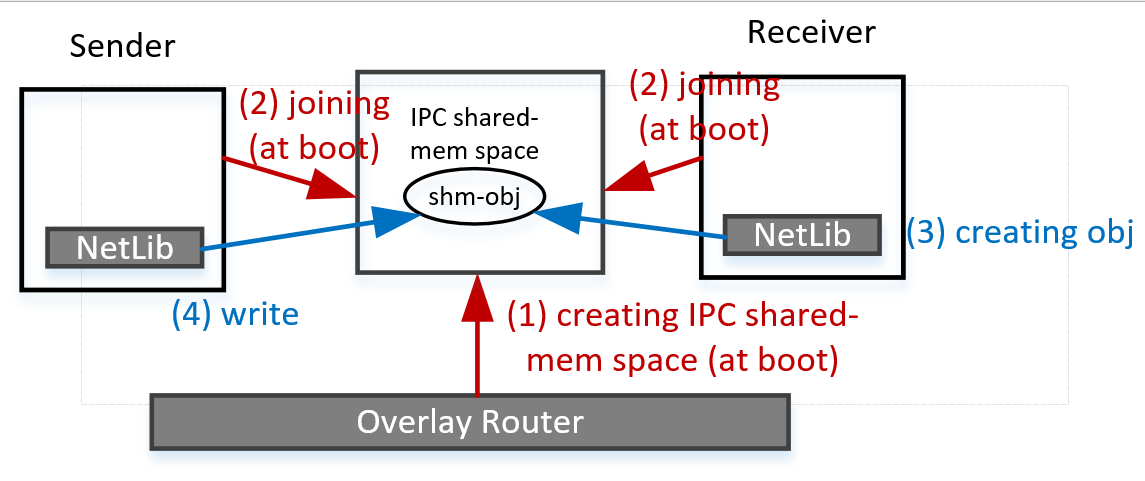 Sender
Receiver
(2) joining
(at boot)
IPC shared-
mem space
shm-obj
(2) joining
(at boot)
NetLib
NetLib
(3) creating obj
(4) write
(1) creating IPC shared-
mem space (at boot)
Overlay Router